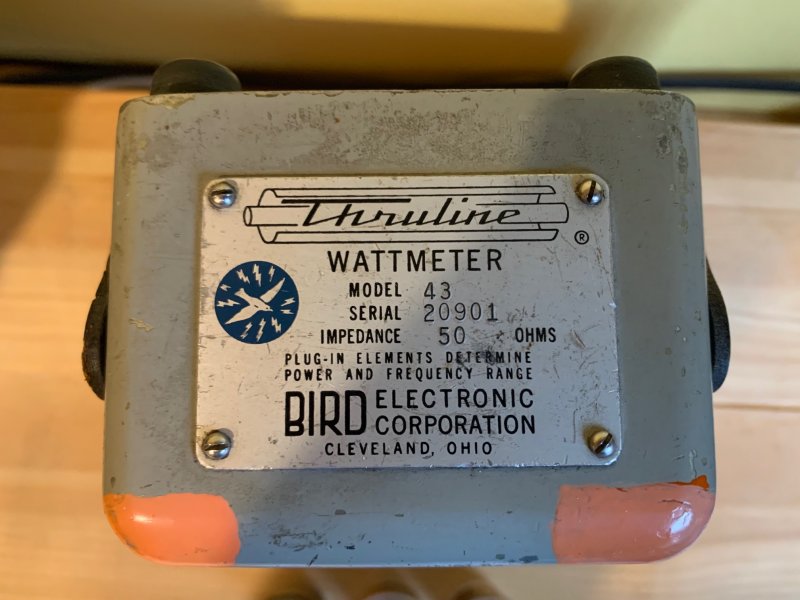 Thruline
®
WATTMETER
MODEL 43
SERIAL 20901
IMPEDANCE 50 OHMS
PLUG-IN ELEMENTS DETERMINE
POWER AND FREQUENCY RANGE
BIRD ELECTRONIC
CORPORATION
CLEVELAND, OHIO